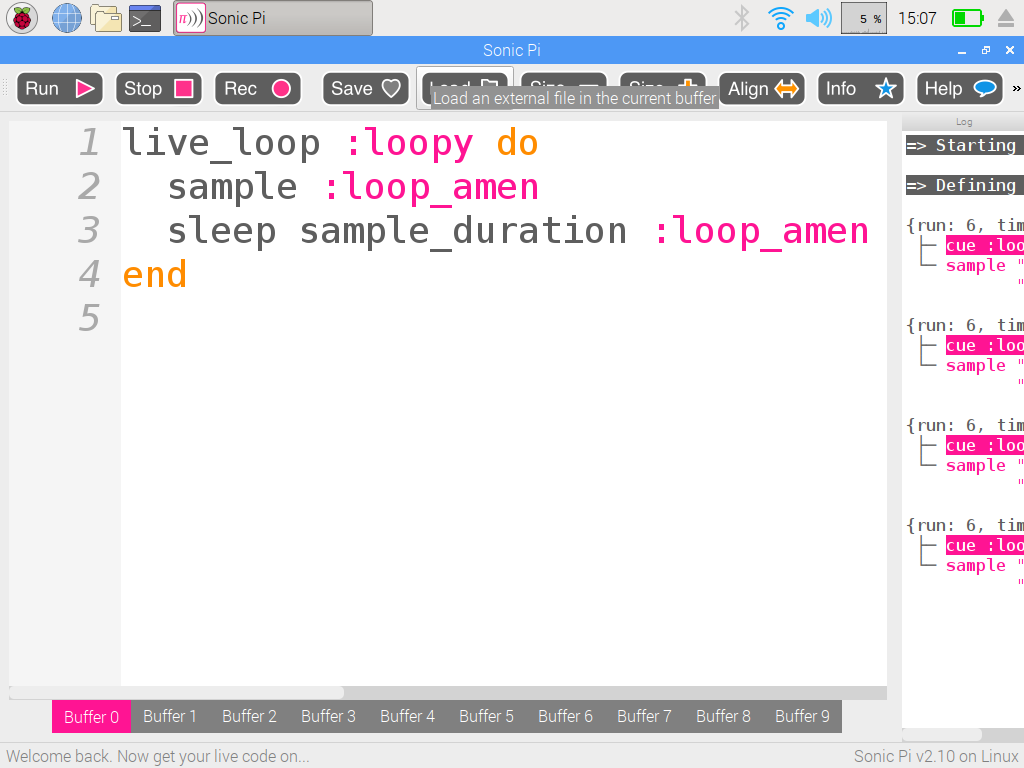 Sonic Pi
5 %
15:07
Sonic Pi
Run
Stop
Rec
Save
Align
Info
Help
»
Load an external file in the current buffer
Log
1 live_loop :loopy do
2 sample :loop_amen
3 sleep sample_duration :loop_amen
4 end
5
=> Starting
=> Defining
{run: 6, tim
cue :loo
sample "
"
{run: 6, tim
cue :loo
sample "
"
{run: 6, tim
cue :loo
sample "
"
{run: 6, tim
cue :loo
sample "
"
Buffer 0
Buffer 1
Buffer 2
Buffer 3
Buffer 4
Buffer 5
Buffer 6
Buffer 7
Buffer 8
Buffer 9
Welcome back. Now get your live code on...
Sonic Pi v2.10 on Linux